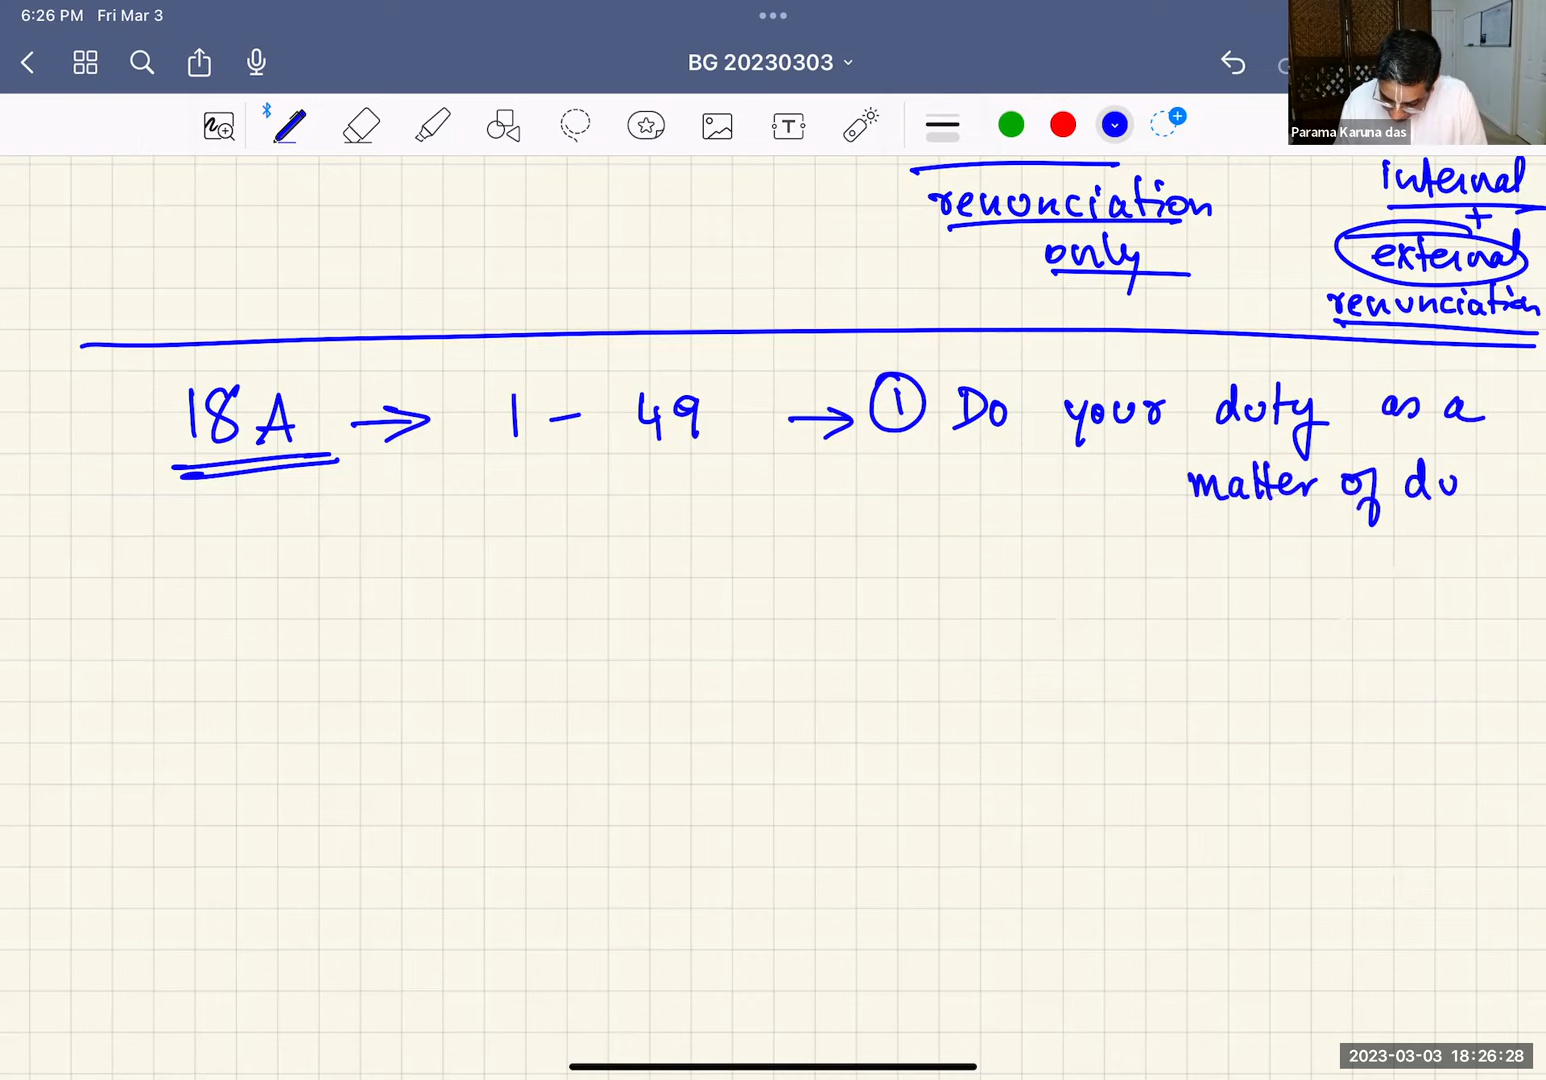 6:26 PM Fri Mar 3
BG 20230303
T
Parama Karuna das
renunciation
only
internal
+
external
renunciation
18A → 1 - 49 → ① Do your duty as a
matter of du
2023-03-03 18:26:28